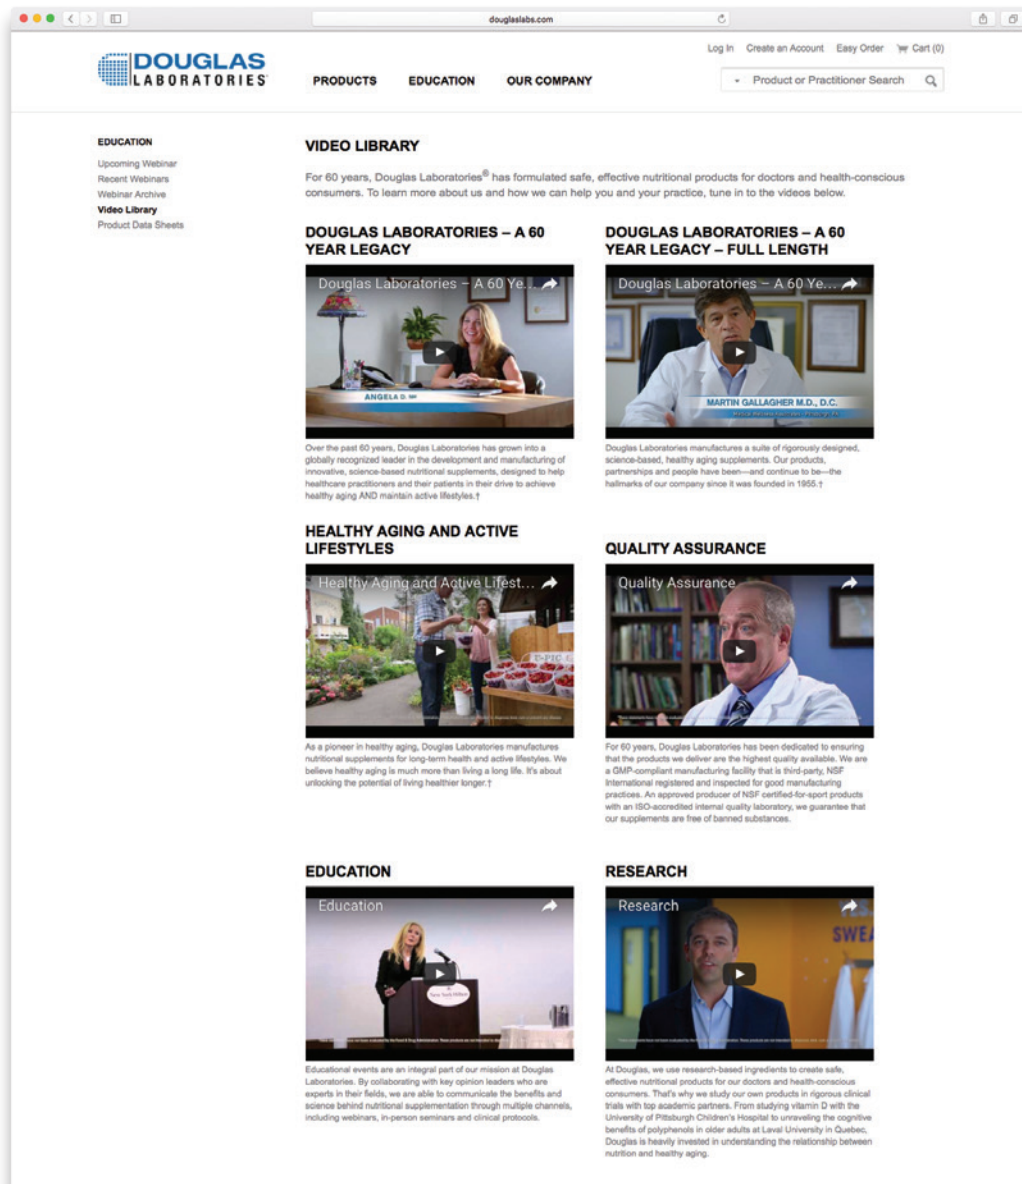 douglaslabs.com
Log In Create an Account Easy Order Cart (0)
DOUGLAS
LABORATORIES
PRODUCTS EDUCATION OUR COMPANY
Product or Practitioner Search
EDUCATION
Upcoming Webinar
Recent Webinars
Webinar Archive
Video Library
Product Data Sheets
VIDEO LIBRARY
For 60 years, Douglas Laboratories® has formulated safe, effective nutritional products for doctors and health-conscious
consumers. To learn more about us and how we can help you and your practice, tune in to the videos below.
DOUGLAS LABORATORIES – A 60
YEAR LEGACY
Douglas Laboratories – A 60 Ye...
ANGELA D.
Over the past 60 years, Douglas Laboratories has grown into a
globally recognized leader in the development and manufacturing of
innovative, science-based nutritional supplements, designed to help
healthcare practitioners and their patients in their drive to achieve
healthy aging AND maintain active lifestyles.†
DOUGLAS LABORATORIES – A 60
YEAR LEGACY – FULL LENGTH
Douglas Laboratories – A 60 Ye...
MARTIN GALLAGHER M.D., D.C.
Douglas Laboratories manufactures a suite of rigorously designed,
science-based, healthy aging supplements. Our products,
partnerships and people have been—and continue to be—the
hallmarks of our company since it was founded in 1955.†
HEALTHY AGING AND ACTIVE
LIFESTYLES
Healthy Aging and Active Lifest...
U-PIC
As a pioneer in healthy aging, Douglas Laboratories manufactures
nutritional supplements for long-term health and active lifestyles. We
believe healthy aging is much more than living a long life. It's about
unlocking the potential of living healthier longer.†
QUALITY ASSURANCE
Quality Assurance
For 60 years, Douglas Laboratories has been dedicated to ensuring
that the products we deliver are the highest quality available. We are
a GMP-compliant manufacturing facility that is third-party, NSF
International registered and inspected for good manufacturing
practices. An approved producer of NSF certified-for-sport products
with an ISO-accredited internal quality laboratory, we guarantee that
our supplements are free of banned substances.
EDUCATION
Education
New York Hilton
Educational events are an integral part of our mission at Douglas
Laboratories. By collaborating with key opinion leaders who are
experts in their fields, we are able to communicate the benefits and
science behind nutritional supplementation through multiple channels,
including webinars, in-person seminars and clinical protocols.
RESEARCH
Research
SWEA
At Douglas, we use research-based ingredients to create safe,
effective nutritional products for our doctors and health-conscious
consumers. That's why we study our own products in rigorous clinical
trials with top academic partners. From studying vitamin D with the
University of Pittsburgh Children's Hospital to unraveling the cognitive
benefits of polyphenols in older adults at Laval University in Quebec,
Douglas is heavily invested in understanding the relationship between
nutrition and healthy aging.